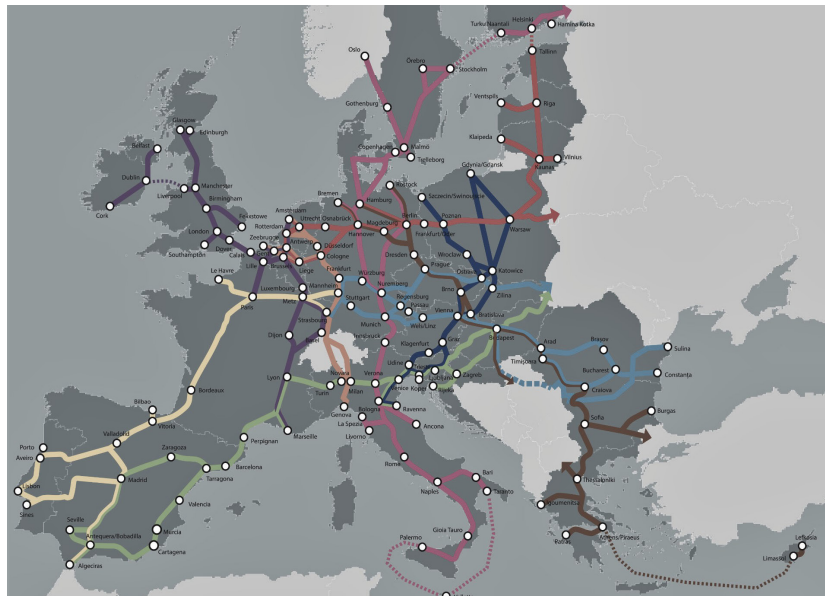 Turku/Naantali
Helsinki
Hamina Kotka
Tallinn
Oslo
Örebro
Stockholm
Ventspils
Riga
Gothenburg
Glasgow
Edinburgh
Klaipeda
Belfast
Copenhagen
Malmö
Trelleborg
Kaunas
Vilnius
Gdynia/Gdansk
Dublin
Liverpool
Manchester
Birmingham
Rostock
Szczecin/Swinoujscie
Cork
Bremen
Hamburg
Amsterdam
Felixstowe
Rotterdam
Utrecht
Osnabrück
Magdeburg
Berlin
Poznan
Warsaw
London
Zeebrugge
Hannover
Frankfurt/Oder
Southampton
Dover
Calais
Antwerp
Düsseldorf
Cologne
Dresden
Wroclaw
Lille
Brussels
Liege
Prague
Ostrava
Katowice
Le Havre
Frankfurt
Luxembourg
Mannheim
Würzburg
Nuremberg
Brno
Zilina
Paris
Metz
Stuttgart
Regensburg
Passau
Strasbourg
Munich
Wels/Linz
Vienna
Bratislava
Budapest
Dijon
Basel
Innsbruck
Klagenfurt
Graz
Arad
Brasov
Sulina
Timișoara
Udine
Lyon
Novara
Verona
Venice
Koper
Ljubljana
Zagreb
Rijeka
Bucharest
Constanța
Turin
Milan
Craiova
Bordeaux
Genova
Bologna
Ravenna
Bilbao
Vitoria
La Spezia
Livorno
Ancona
Sofia
Burgas
Marseille
Porto
Valladolid
Perpignan
Aveiro
Zaragoza
Roma
Madrid
Barcelona
Tarragona
Bari
Naples
Taranto
Thessaloniki
Lisbon
Sines
Valencia
Igoumenitsa
Seville
Murcia
Gioia Tauro
Palermo
Patras
Athens/Piraeus
Antequera/Bobadilla
Cartagena
Lefkosia
Limassol
Algeciras